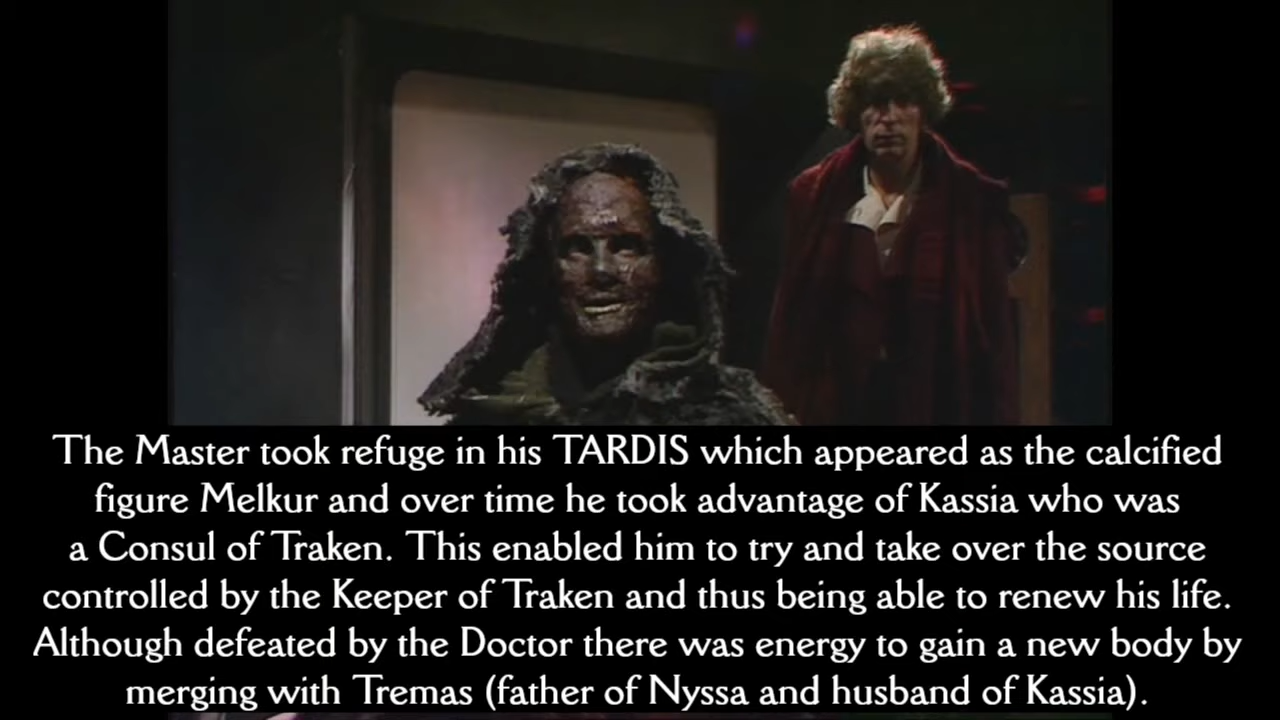 The Master took refuge in his TARDIS which appeared as the calcified
figure Melkur and over time he took advantage of Kassia who was
a Consul of Traken. This enabled him to try and take over the source
controlled by the Keeper of Traken and thus being able to renew his life.
Although defeated by the Doctor there was energy to gain a new body by
merging with Tremas (father of Nyssa and husband of Kassia).